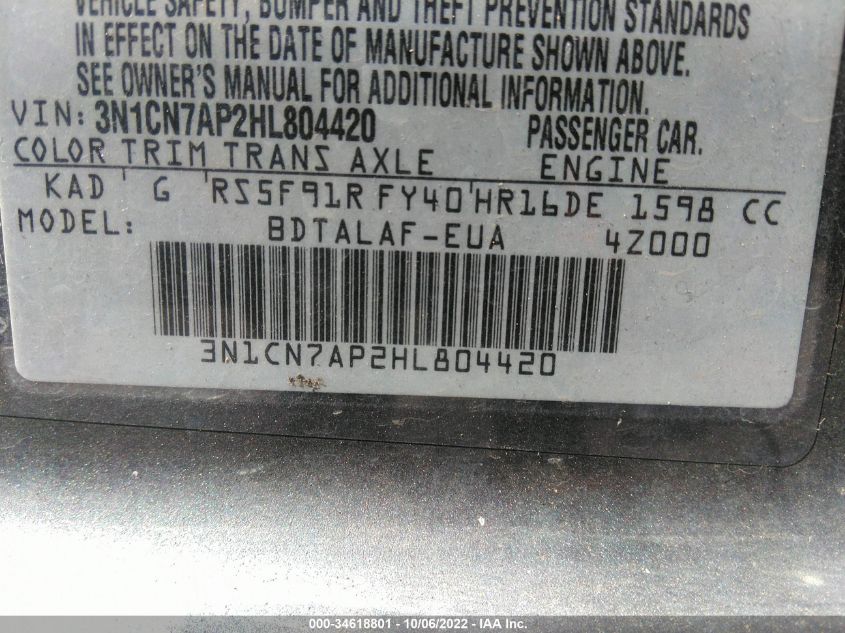 VEHICLE SAFETY, BUMPER AND THEFT PREVENTION STANDARDS
IN EFFECT ON THE DATE OF MANUFACTURE SHOWN ABOVE.
SEE OWNER'S MANUAL FOR ADDITIONAL INFORMATION.
VIN: 3N1CN7AP2HL804420 PASSENGER CAR.
COLOR TRIM TRANS AXLE ENGINE
KAD G RS5F91R FY40 HR16DE 1598 CC
MODEL: BDTALAF-EUA 4Z000
3N1CN7AP2HL804420
000-34618801 - 10/06/2022 - IAA Inc.